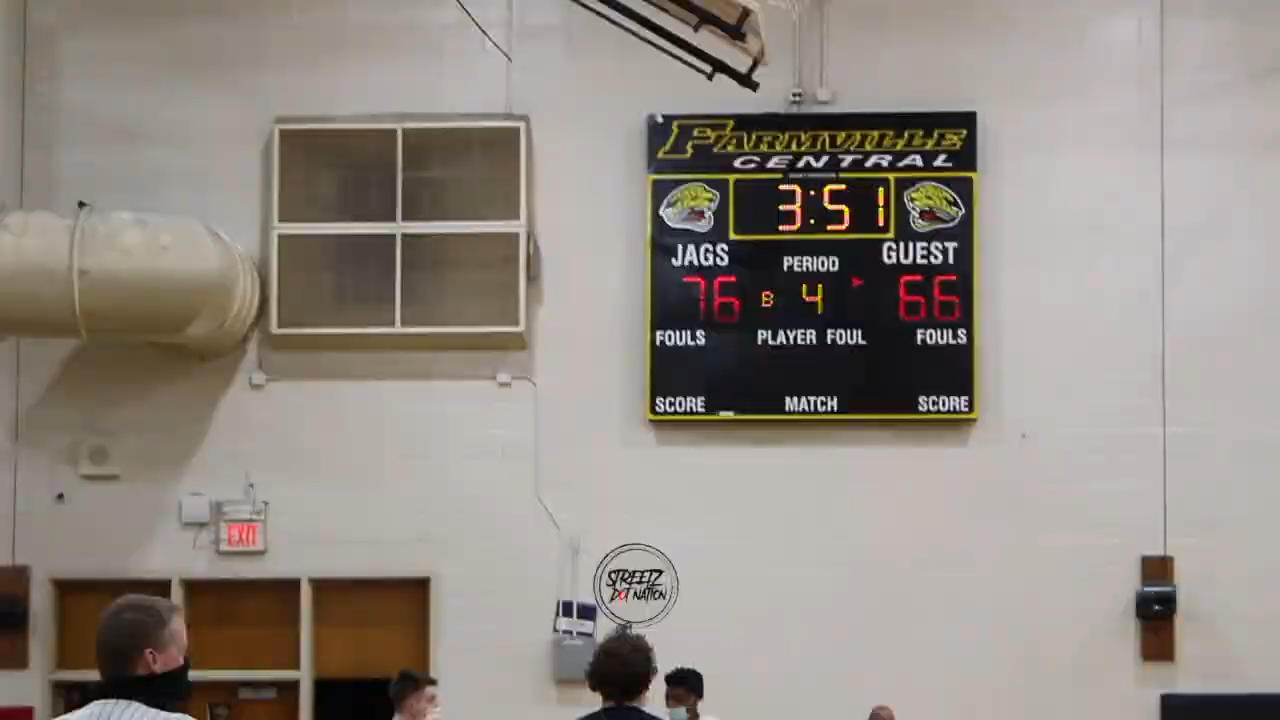 FARMVILLE
CENTRAL
3:51
JAGS
PERIOD
GUEST
76 B 4 66
FOULS PLAYER FOUL FOULS
SCORE MATCH SCORE
EXIT
STREETZ
DOT NATION